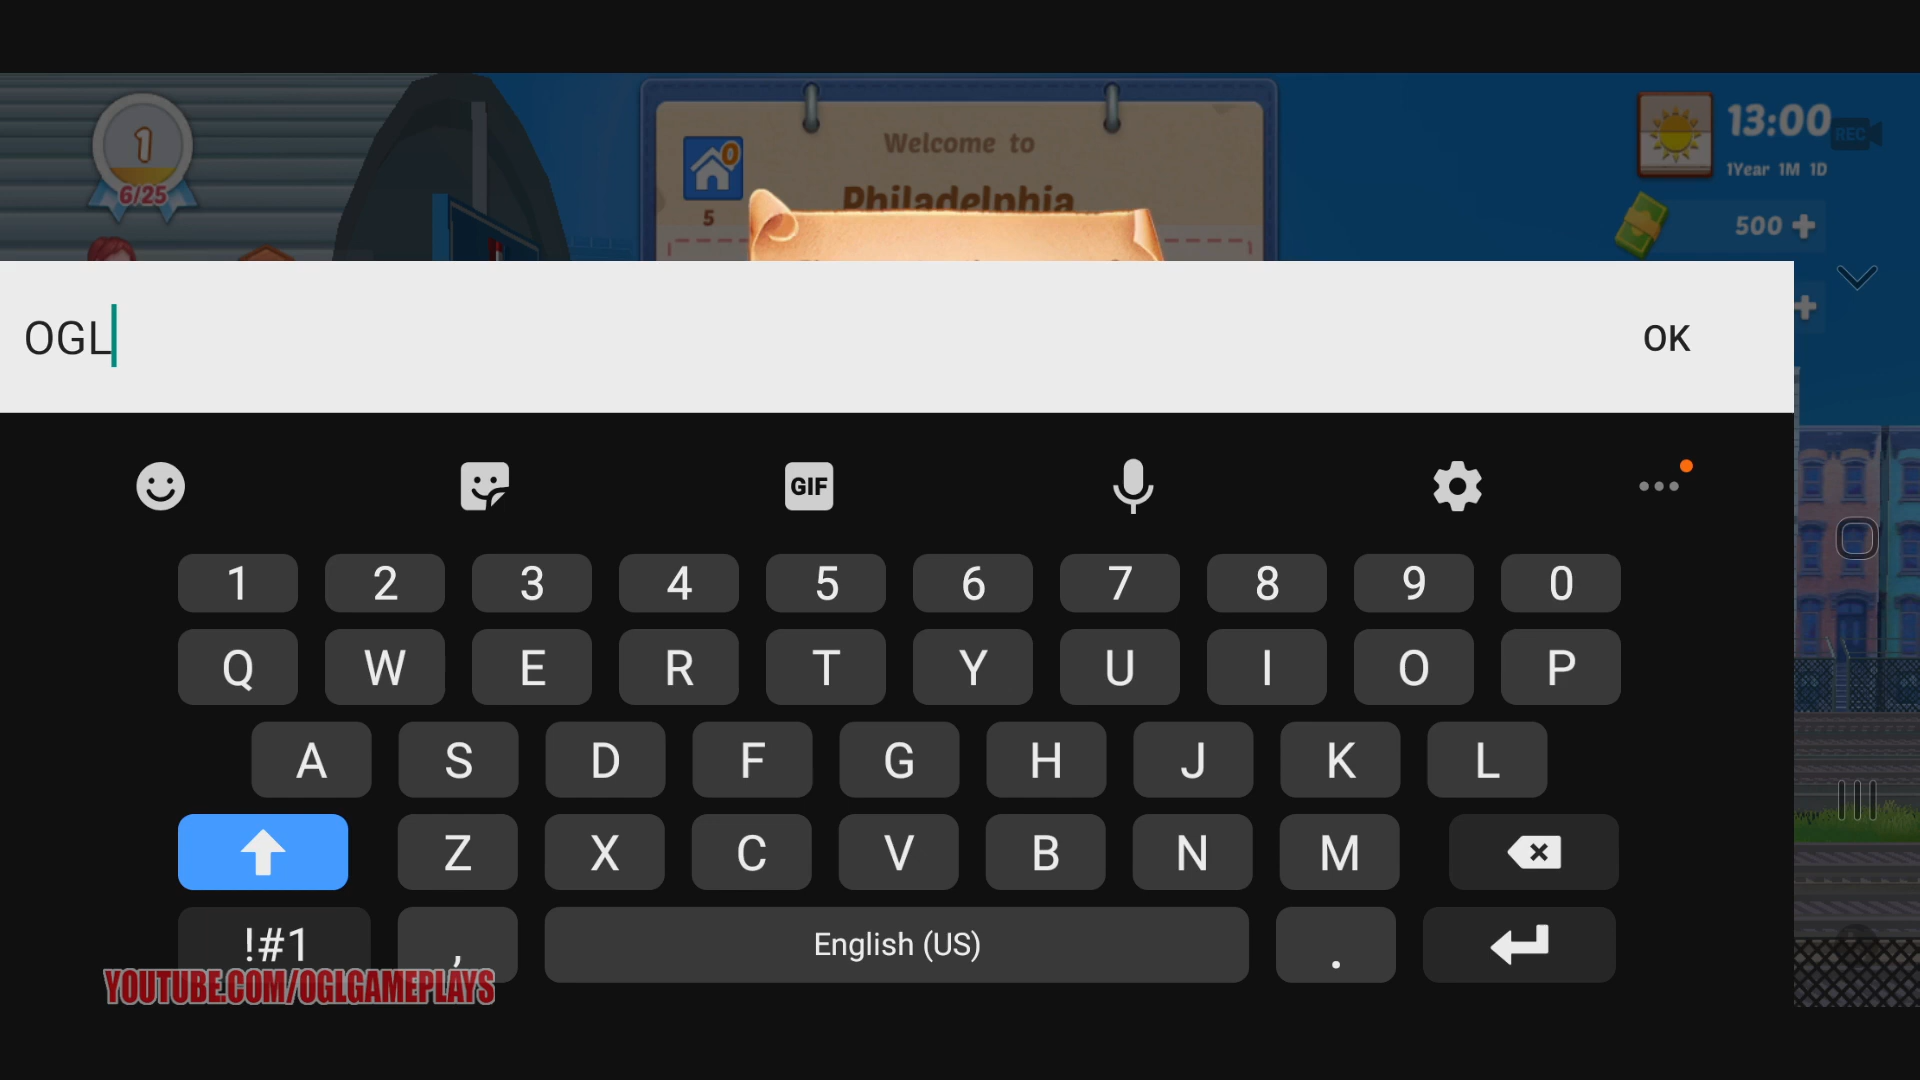 1
6/25
0
5
Welcome to
Philadelphia
13:00
REC
1Year 1M 1D
500
OGL
OK
GIF
1 2 3 4 5 6 7 8 9 0
Q W E R T Y U I O P
A S D F G H J K L
Z X C V B N M
!#1 , English (US) .
YOUTUBE.COM/OGLGAMEPLAYS